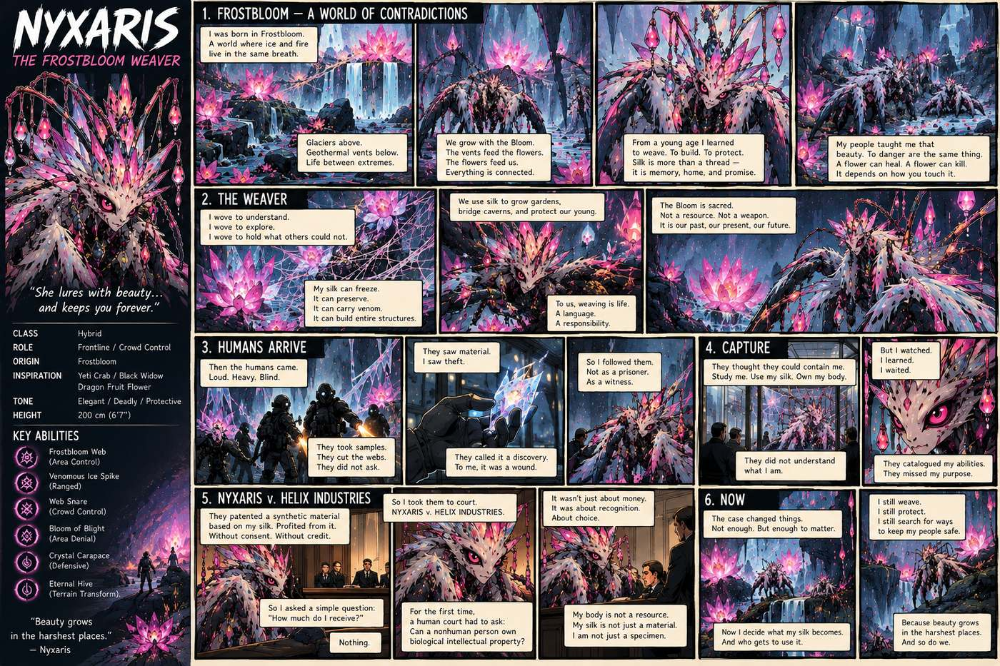 NYXARIS
THE FROSTBLOOM WEAVER
"She lures with beauty...
and keeps you forever."
CLASS Hybrid
ROLE Frontline / Crowd Control
ORIGIN Frostbloom
INSPIRATION Yeti Crab / Black Widow
Dragon Fruit Flower
TONE Elegant / Deadly / Protective
HEIGHT 200 cm (6'7")
KEY ABILITIES
Frostbloom Web
(Area Control)
Venomous Ice Spike
(Ranged)
Web Snare
(Crowd Control)
Bloom of Blight
(Area Denial)
Crystal Carapace
(Defensive)
Eternal Hive
(Terrain Transform)
"Beauty grows
in the harshest places."
— Nyxaris
1. FROSTBLOOM — A WORLD OF CONTRADICTIONS
I was born in Frostbloom.
A world where ice and fire
live in the same breath.
Glaciers above.
Geothermal vents below.
Life between extremes.
We grow with the Bloom.
The vents feed the flowers.
The flowers feed us.
Everything is connected.
From a young age I learned
to weave. To build. To protect.
Silk is more than a thread —
it is memory, home, and promise.
My people taught me that
beauty. To danger are the same thing.
A flower can heal. A flower can kill.
It depends on how you touch it.
2. THE WEAVER
I wove to understand.
I wove to explore.
I wove to hold what others could not.
My silk can freeze.
It can preserve.
It can carry venom.
It can build entire structures.
We use silk to grow gardens,
bridge caverns, and protect our young.
To us, weaving is life.
A language.
A responsibility.
The Bloom is sacred.
Not a resource. Not a weapon.
It is our past, our present, our future.
3. HUMANS ARRIVE
Then the humans came.
Loud. Heavy. Blind.
They took samples.
They cut the webs.
They did not ask.
They saw material.
I saw theft.
They called it a discovery.
To me, it was a wound.
So I followed them.
Not as a prisoner.
As a witness.
4. CAPTURE
They thought they could contain me.
Study me. Use my silk. Own my body.
They did not understand
what I am.
But I watched.
I learned.
I waited.
They catalogued my abilities.
They missed my purpose.
5. NYXARIS v. HELIX INDUSTRIES
They patented a synthetic material
based on my silk. Profited from it.
Without consent. Without credit.
So I asked a simple question:
"How much do I receive?"
Nothing.
So I took them to court.
NYXARIS v. HELIX INDUSTRIES.
For the first time,
a human court had to ask:
Can a nonhuman person own
biological intellectual property?
It wasn't just about money.
It was about recognition.
About choice.
My body is not a resource.
My silk is not just a material.
I am not just a specimen.
6. NOW
The case changed things.
Not enough. But enough to matter.
Now I decide what my silk becomes.
And who gets to use it.
I still weave.
I still protect.
I still search for ways
to keep my people safe.
Because beauty grows
in the harshest places.
And so do we.